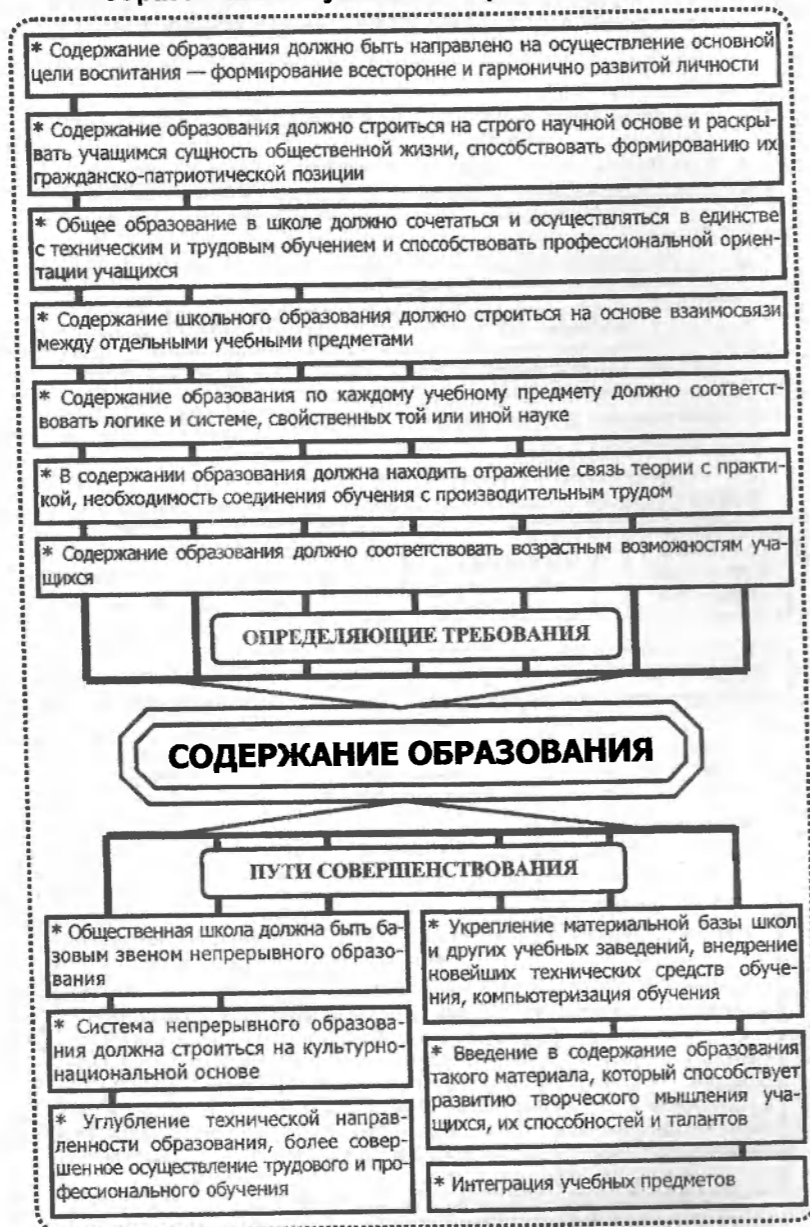 * Содержание образования должно быть направлено на осуществление основной
цели воспитания — формирование всесторонне и гармонично развитой личности
* Содержание образования должно строиться на строго научной основе и раскры-
вать учащимся сущность общественной жизни, способствовать формированию их
гражданско-патриотической позиции
* Общее образование в школе должно сочетаться и осуществляться в единстве
с техническим и трудовым обучением и способствовать профессиональной ориен-
тации учащихся
* Содержание школьного образования должно строиться на основе взаимосвязи
между отдельными учебными предметами
* Содержание образования по каждому учебному предмету должно соответст-
вовать логике и системе, свойственных той или иной науке
* В содержании образования должна находить отражение связь теории с практи-
кой, необходимость соединения обучения с производительным трудом
* Содержание образования должно соответствовать возрастным возможностям уча-
щихся
ОПРЕДЕЛЯЮЩИЕ ТРЕБОВАНИЯ
СОДЕРЖАНИЕ ОБРАЗОВАНИЯ
ПУТИ СОВЕРШЕНСТВОВАНИЯ
* Общественная школа должна быть ба-
зовым звеном непрерывного образо-
вания
* Система непрерывного образова-
ния должна строиться на культурно-
национальной основе
* Углубление технической направ-
ленности образования, более совер-
шенное осуществление трудового и про-
фессионального обучения
* Укрепление материальной базы школ
и других учебных заведений, внедрение
новейших технических средств обуче-
ния, компьютеризация обучения
* Введение в содержание образования
такого материала, который способствует
развитию творческого мышления уча-
щихся, их способностей и талантов
* Интеграция учебных предметов